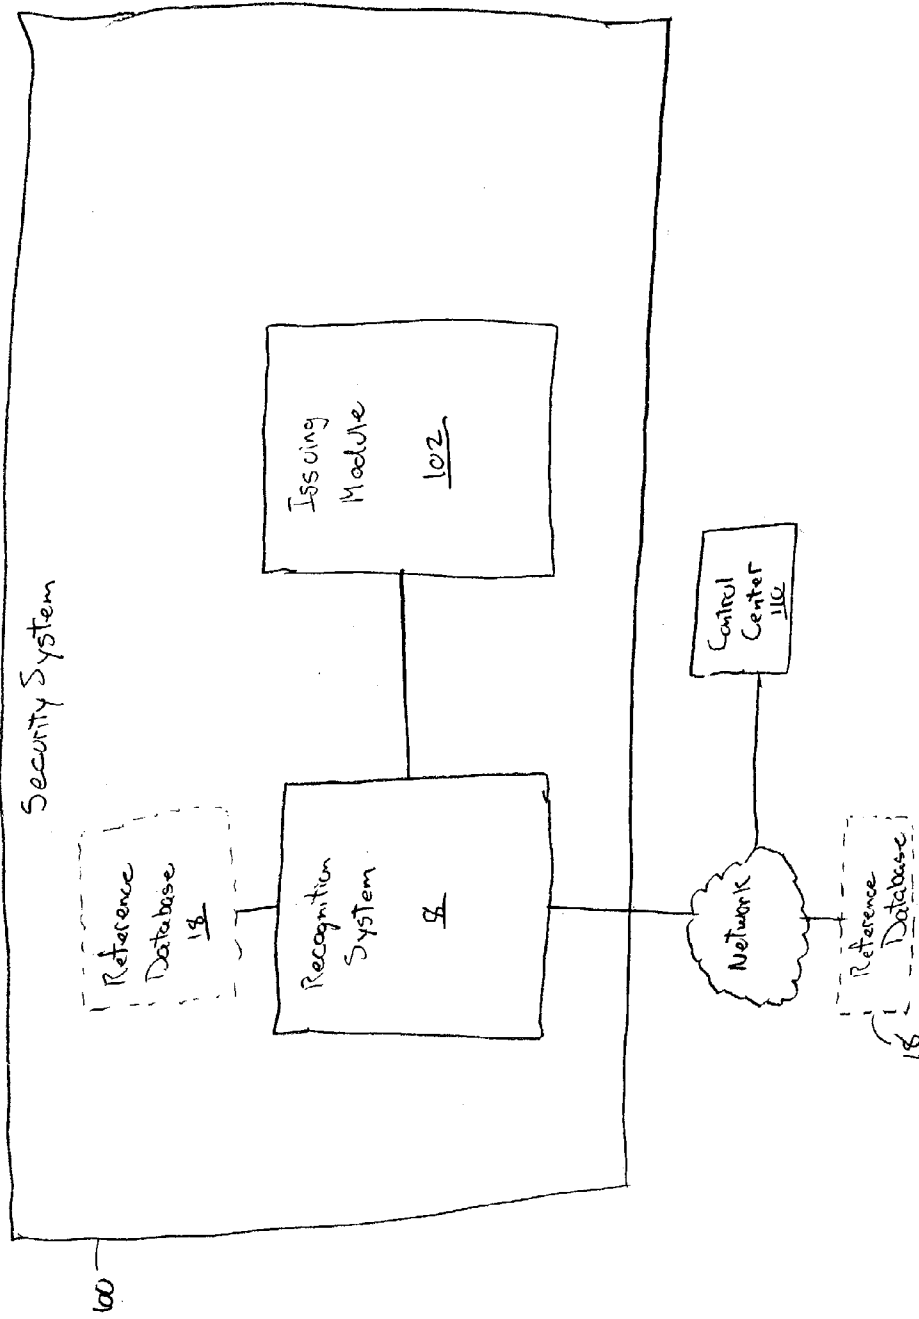 Security System
Reference
Database
18
Recognition
System
8
Issuing
Module
102
100
Network
Control
Center
110
Reference
Database
18